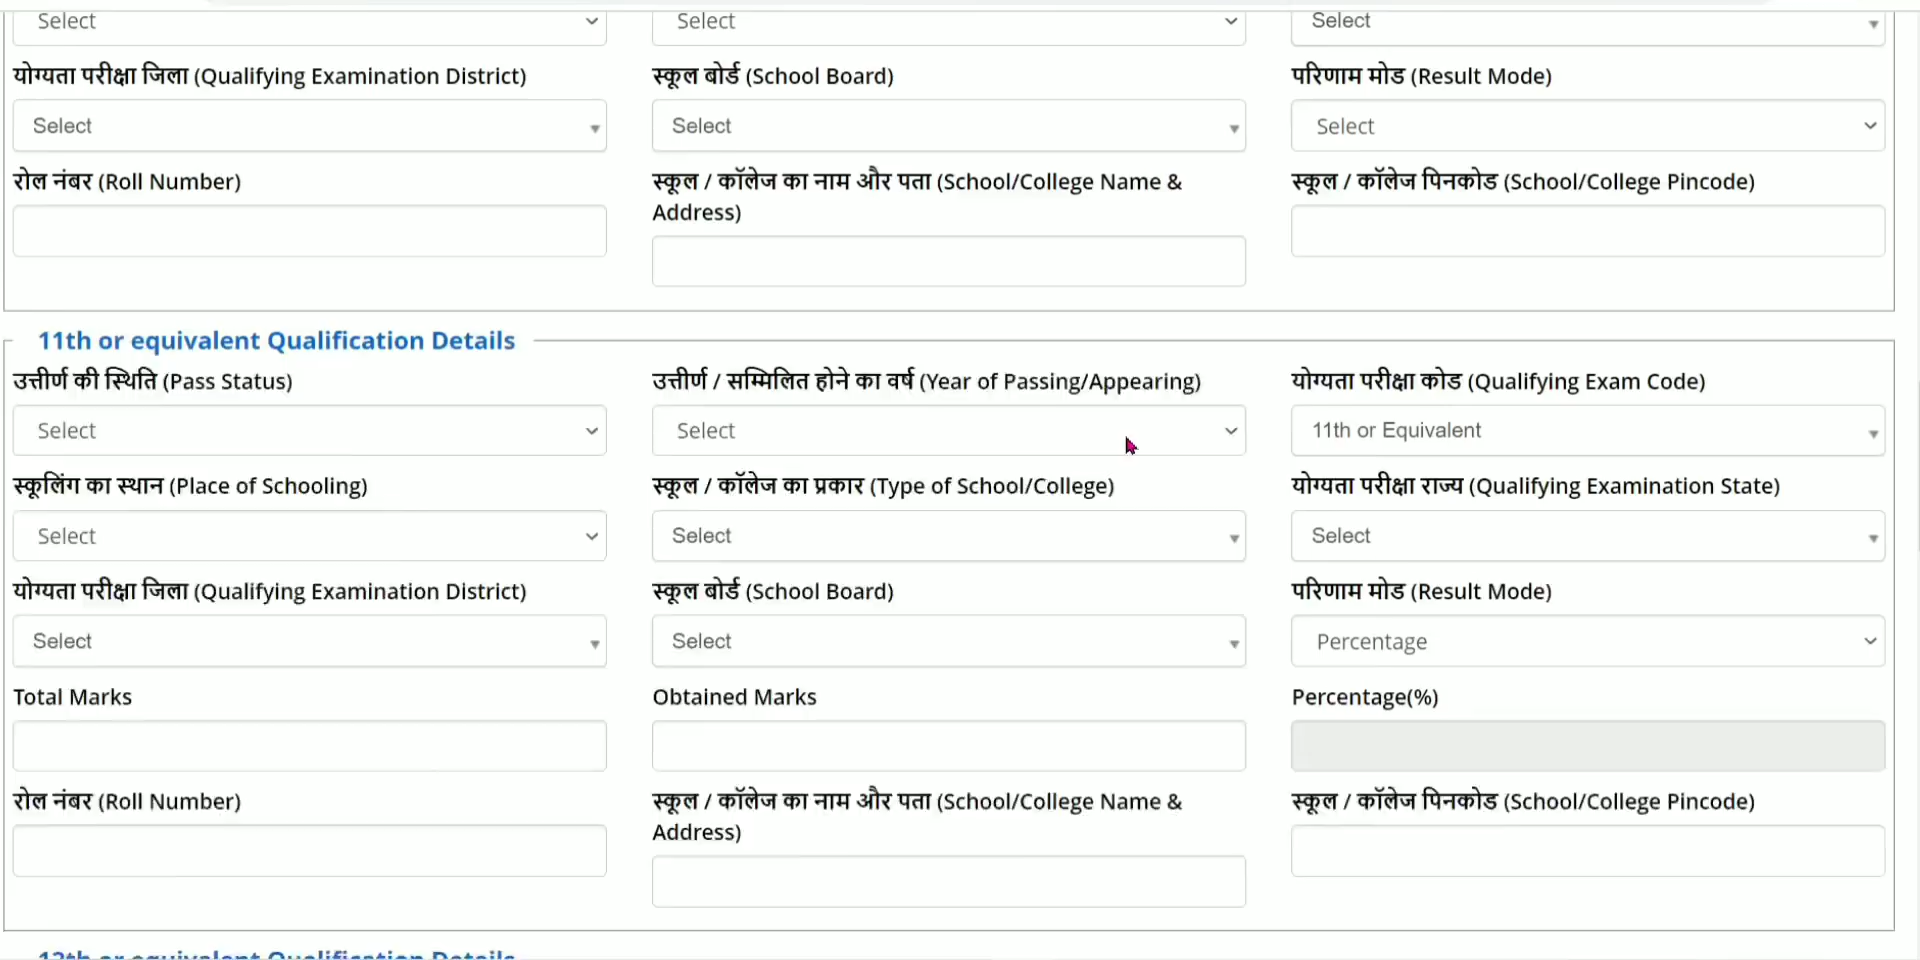 Select Select Select
योग्यता परीक्षा जिला (Qualifying Examination District) स्कूल बोर्ड (School Board) परिणाम मोड (Result Mode)
Select Select Select
रोल नंबर (Roll Number) स्कूल / कॉलेज का नाम और पता (School/College Name & स्कूल / कॉलेज पिनकोड (School/College Pincode)
Address)
11th or equivalent Qualification Details
उत्तीर्ण की स्थिति (Pass Status) उत्तीर्ण / सम्मिलित होने का वर्ष (Year of Passing/Appearing) योग्यता परीक्षा कोड (Qualifying Exam Code)
Select Select 11th or Equivalent
स्कूलिंग का स्थान (Place of Schooling) स्कूल / कॉलेज का प्रकार (Type of School/College) योग्यता परीक्षा राज्य (Qualifying Examination State)
Select Select Select
योग्यता परीक्षा जिला (Qualifying Examination District) स्कूल बोर्ड (School Board) परिणाम मोड (Result Mode)
Select Select Percentage
Total Marks Obtained Marks Percentage(%)
रोल नंबर (Roll Number) स्कूल / कॉलेज का नाम और पता (School/College Name & स्कूल / कॉलेज पिनकोड (School/College Pincode)
Address)
12th or equivalent Qualification Details